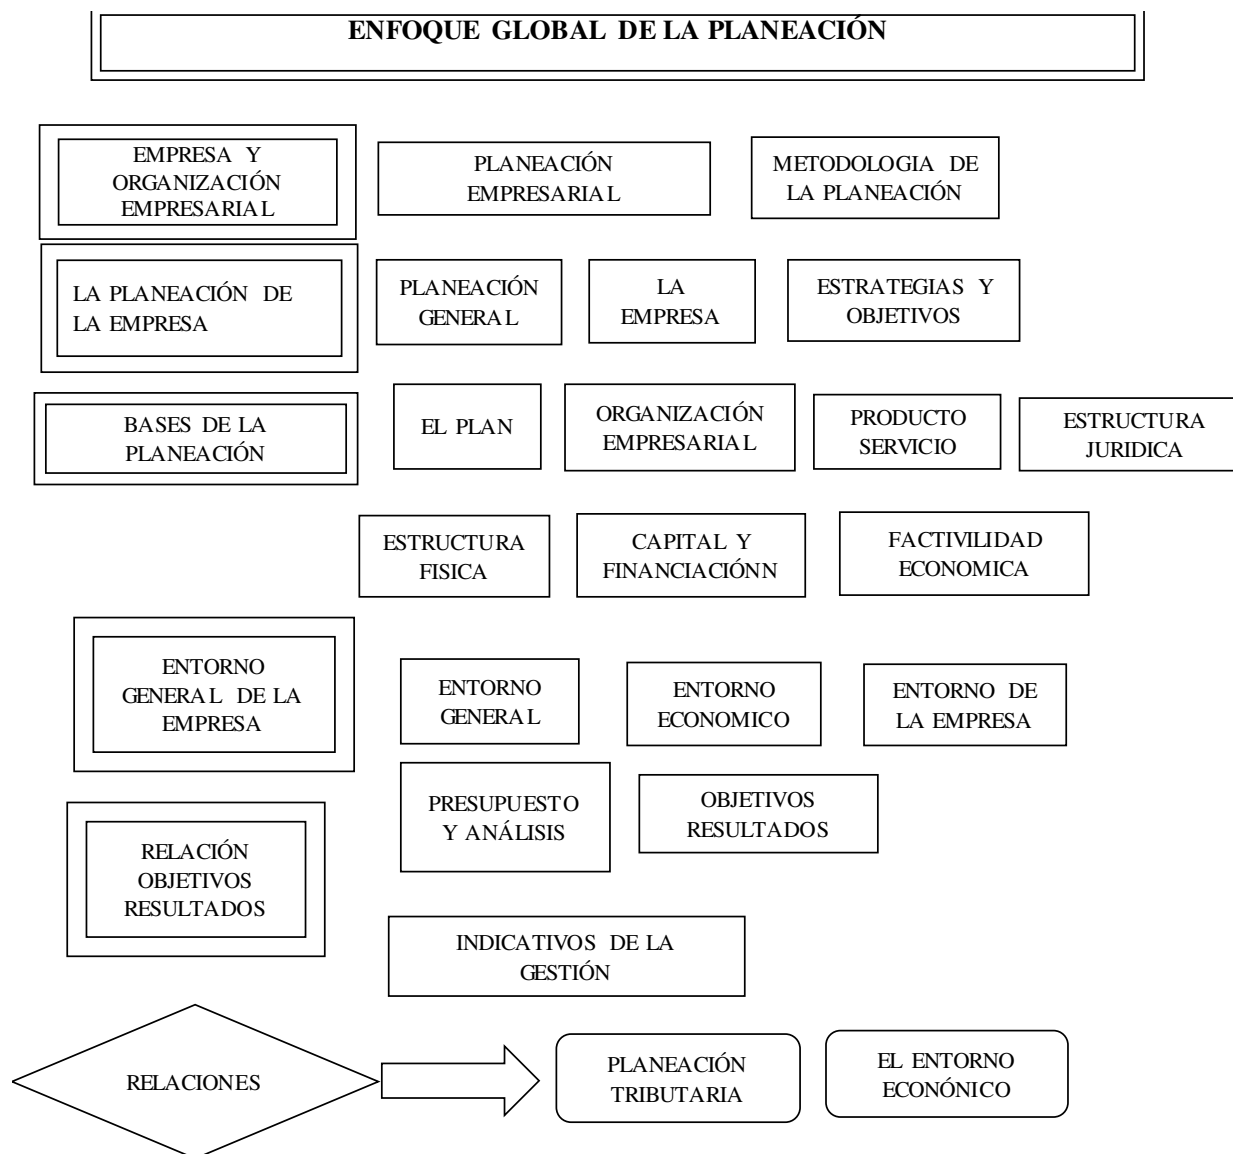 ENFOQUE GLOBAL DE LA PLANEACIÓN
EMPRESA Y
ORGANIZACIÓN
EMPRESARIAL
PLANEACIÓN
EMPRESARIAL
METODOLOGIA DE
LA PLANEACIÓN
LA PLANEACIÓN DE
LA EMPRESA
PLANEACIÓN
GENERAL
LA
EMPRESA
ESTRATEGIAS Y
OBJETIVOS
BASES DE LA
PLANEACIÓN
EL PLAN
ORGANIZACIÓN
EMPRESARIAL
PRODUCTO
SERVICIO
ESTRUCTURA
JURIDICA
ESTRUCTURA
FISICA
CAPITAL Y
FINANCIACIÓNN
FACTIVILIDAD
ECONOMICA
ENTORNO
GENERAL DE LA
EMPRESA
ENTORNO
GENERAL
ENTORNO
ECONOMICO
ENTORNO DE
LA EMPRESA
RELACIÓN
OBJETIVOS
RESULTADOS
PRESUPUESTO
Y ANÁLISIS
OBJETIVOS
RESULTADOS
INDICATIVOS DE LA
GESTIÓN
RELACIONES
PLANEACIÓN
TRIBUTARIA
EL ENTORNO
ECONÓNICO